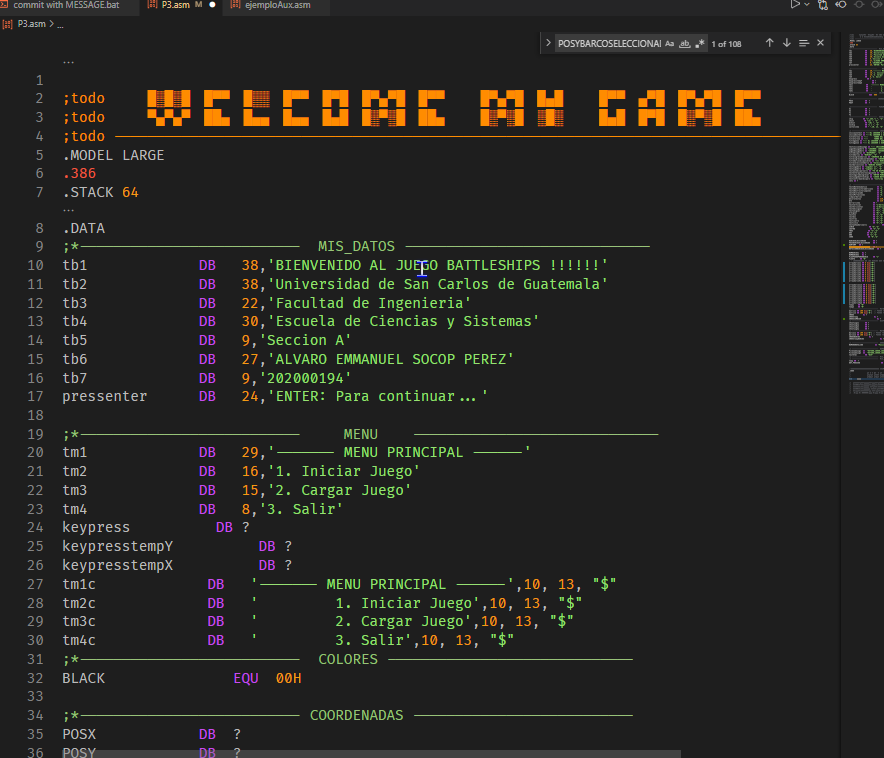 commit with MESSAGE.bat P3.asm M ● ejemploAux.asm
P3.asm > ...
POSYBARCOSELECCIONA Aa ab .* 1 of 108
...
1
2 ;todo WELCOME MY GAME
3 ;todo
4 ;todo ────────────────────
5 .MODEL LARGE
6 .386
7 .STACK 64
...
8 .DATA
9 ;*-------------------------- MIS_DATOS -----------------------------
10 tb1 DB 38,'BIENVENIDO AL JUEGO BATTLESHIPS !!!!!!'
11 tb2 DB 38,'Universidad de San Carlos de Guatemala'
12 tb3 DB 22,'Facultad de Ingenieria'
13 tb4 DB 30,'Escuela de Ciencias y Sistemas'
14 tb5 DB 9,'Seccion A'
15 tb6 DB 27,'ALVARO EMMANUEL SOCOP PEREZ'
16 tb7 DB 9,'202000194'
17 pressenter DB 24,'ENTER: Para continuar...'
18
19 ;*-------------------------- MENU -----------------------------
20 tm1 DB 29,'------- MENU PRINCIPAL ------'
21 tm2 DB 16,'1. Iniciar Juego'
22 tm3 DB 15,'2. Cargar Juego'
23 tm4 DB 8,'3. Salir'
24 keypress DB ?
25 keypresstempY DB ?
26 keypresstempX DB ?
27 tm1c DB '------- MENU PRINCIPAL ------',10, 13, "$"
28 tm2c DB ' 1. Iniciar Juego',10, 13, "$"
29 tm3c DB ' 2. Cargar Juego',10, 13, "$"
30 tm4c DB ' 3. Salir',10, 13, "$"
31 ;*-------------------------- COLORES -----------------------------
32 BLACK EQU 00H
33
34 ;*-------------------------- COORDENADAS --------------------------
35 POSX DB ?
36 POSY DB ?